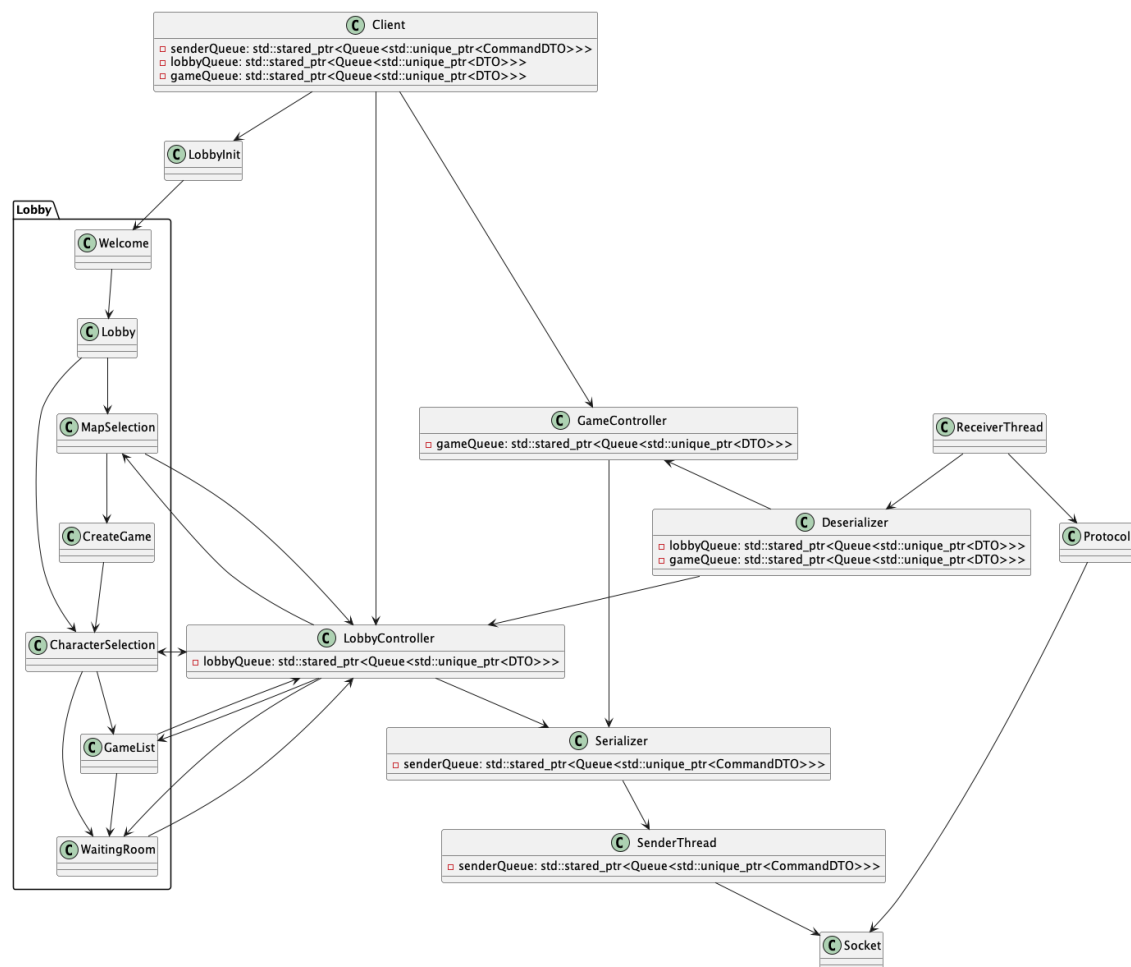 Client
senderQueue: std::stared_ptr<Queue<std::unique_ptr<CommandDTO>>>
lobbyQueue: std::stared_ptr<Queue<std::unique_ptr<DTO>>>
gameQueue: std::stared_ptr<Queue<std::unique_ptr<DTO>>>
LobbyInit
Lobby
Welcome
Lobby
MapSelection
GameController
gameQueue: std::stared_ptr<Queue<std::unique_ptr<DTO>>>
ReceiverThread
CreateGame
Deserializer
lobbyQueue: std::stared_ptr<Queue<std::unique_ptr<DTO>>>
gameQueue: std::stared_ptr<Queue<std::unique_ptr<DTO>>>
Protocol
CharacterSelection
LobbyController
lobbyQueue: std::stared_ptr<Queue<std::unique_ptr<DTO>>>
GameList
Serializer
senderQueue: std::stared_ptr<Queue<std::unique_ptr<CommandDTO>>>
WaitingRoom
SenderThread
senderQueue: std::stared_ptr<Queue<std::unique_ptr<CommandDTO>>>
Socket